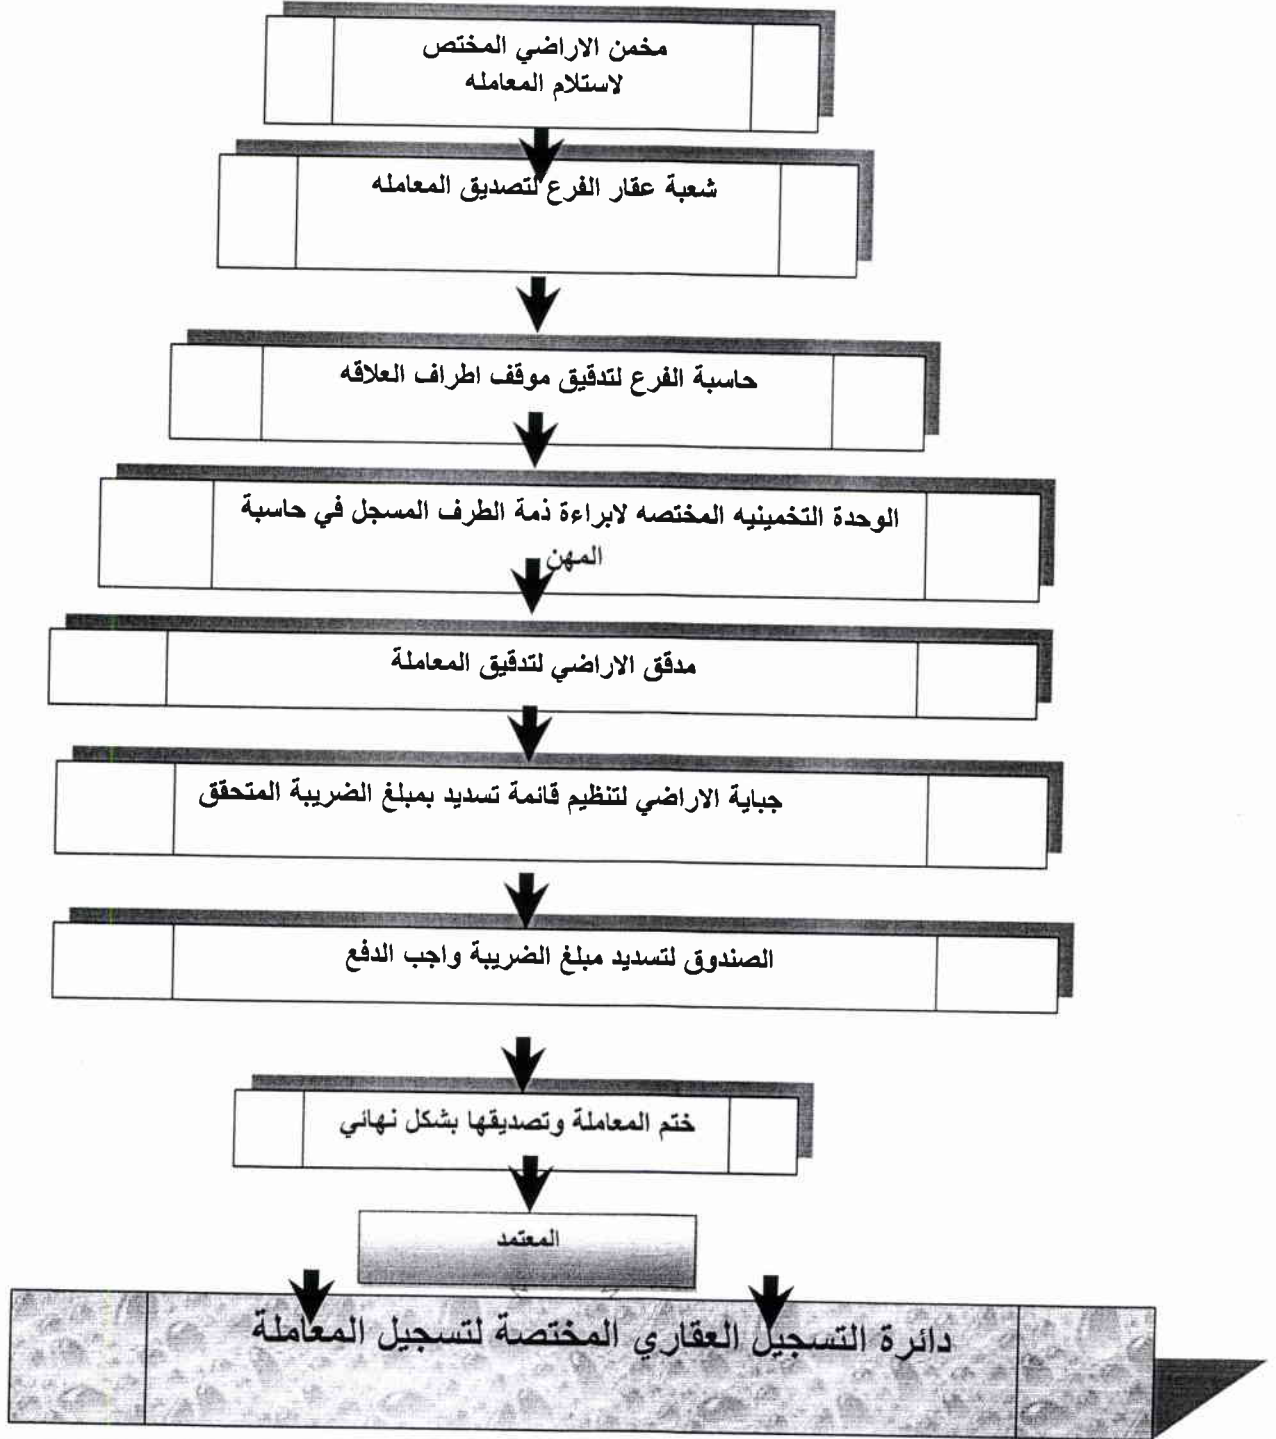 مخمن الاراضي المختص
لاستلام المعامله
شعبة عقار الفرع لتصديق المعامله
حاسبة الفرع لتدقيق موقف اطراف العلاقه
الوحدة التخمينيه المختصه لابراءة ذمة الطرف المسجل في حاسبة
المهن
مدقق الاراضي لتدقيق المعاملة
جباية الاراضي لتنظيم قائمة تسديد بمبلغ الضريبة المتحقق
الصندوق لتسديد مبلغ الضريبة واجب الدفع
ختم المعاملة وتصديقها بشكل نهائي
المعتمد
دائرة التسجيل العقاري المختصة لتسجيل المعاملة